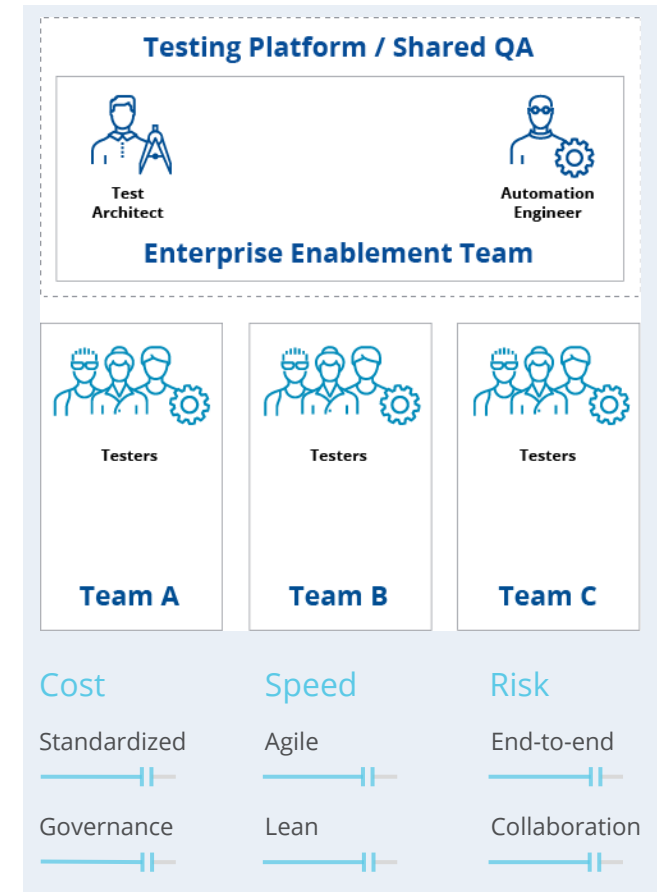 Testing Platform / Shared QA
Test
Architect
Automation
Engineer
Enterprise Enablement Team
Testers
Testers
Testers
Team A
Team B
Team C
Cost
Speed
Risk
Standardized
Agile
End-to-end
Governance
Lean
Collaboration